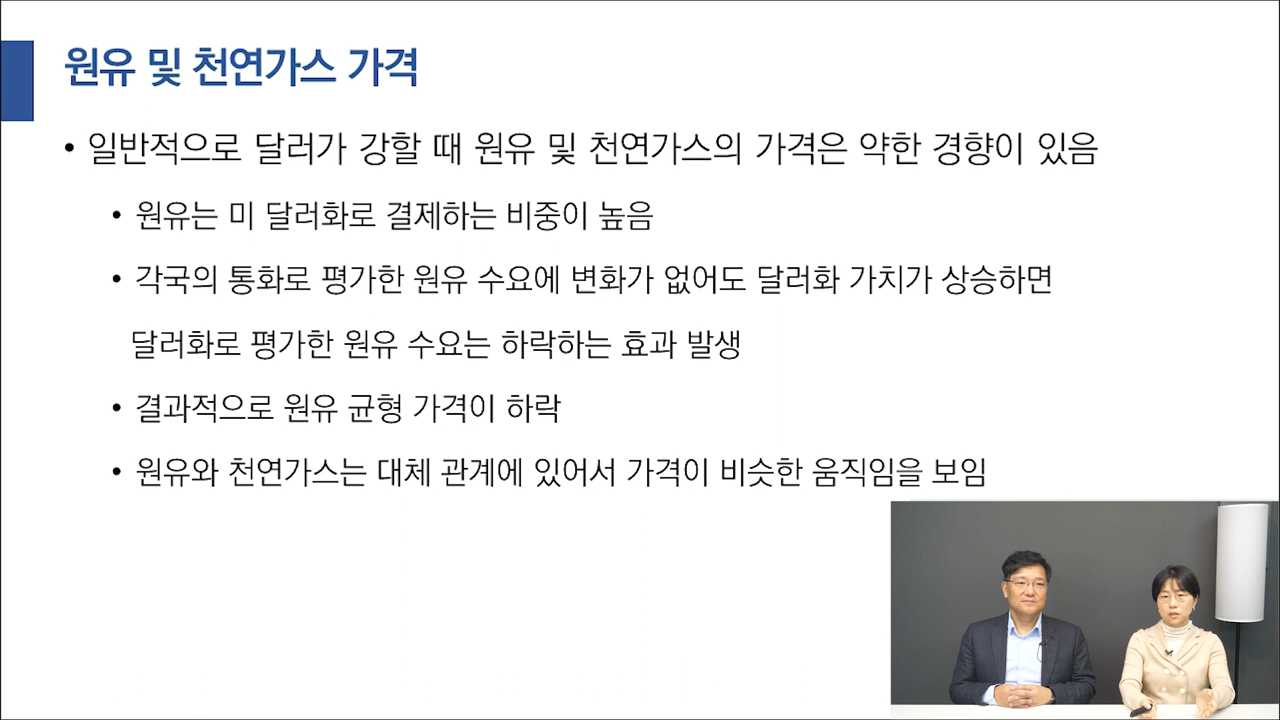 원유 및 천연가스 가격
• 일반적으로 달러가 강할 때 원유 및 천연가스의 가격은 약한 경향이 있음
• 원유는 미 달러화로 결제하는 비중이 높음
• 각국의 통화로 평가한 원유 수요에 변화가 없어도 달러화 가치가 상승하면
달러화로 평가한 원유 수요는 하락하는 효과 발생
• 결과적으로 원유 균형 가격이 하락
• 원유와 천연가스는 대체 관계에 있어서 가격이 비슷한 움직임을 보임